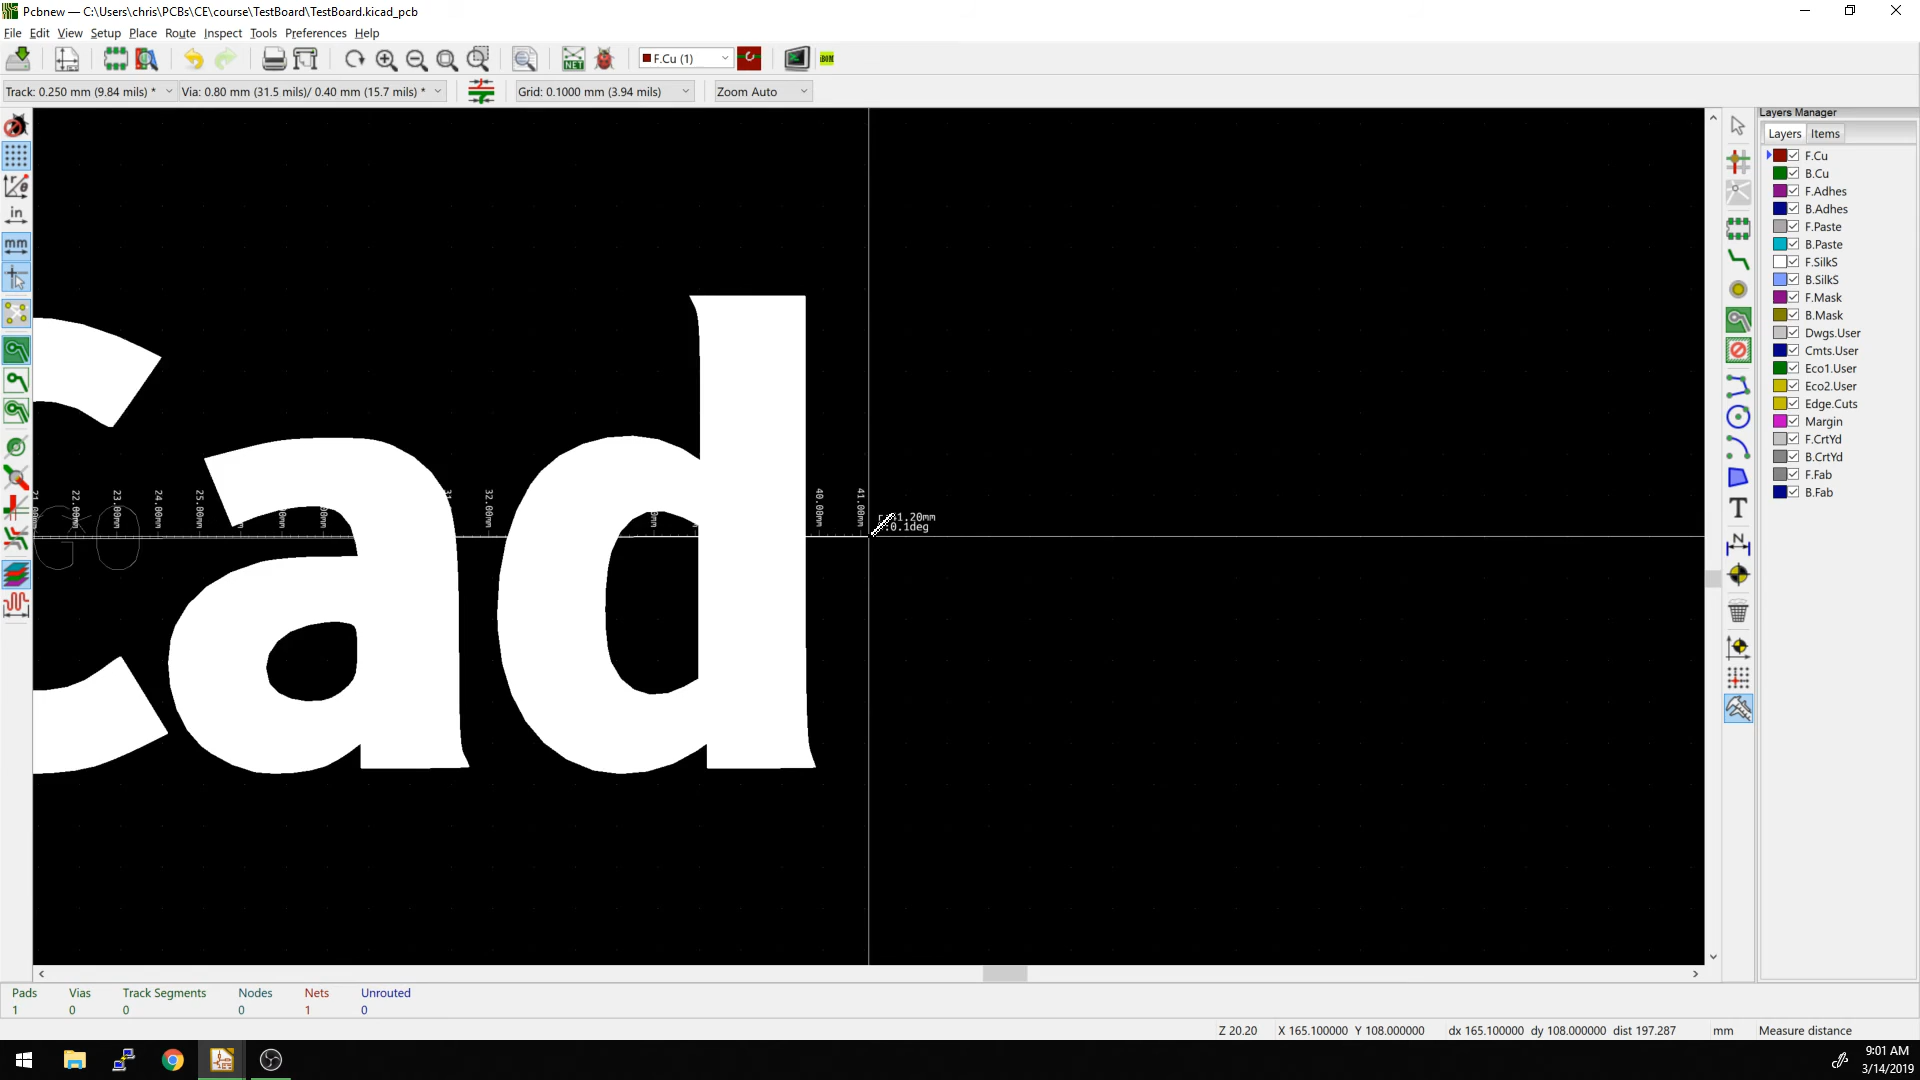 Pcbnew — C:\Users\chris\PCBs\CE\course\TestBoard\TestBoard.kicad_pcb
File Edit View Setup Place Route Inspect Tools Preferences Help
NET F.Cu (1) BOM
Track: 0.250 mm (9.84 mils) * Via: 0.80 mm (31.5 mils)/ 0.40 mm (15.7 mils) * Grid: 0.1000 mm (3.94 mils) Zoom Auto
Layers Manager
Layers Items
in
mm
F.Cu
B.Cu
F.Adhes
B.Adhes
F.Paste
B.Paste
F.SilkS
B.SilkS
F.Mask
B.Mask
Dwgs.User
Cmts.User
Eco1.User
Eco2.User
Edge.Cuts
Margin
F.CrtYd
B.CrtYd
F.Fab
B.Fab
T
N
Cad
22.00mm 23.00mm 24.00mm 25.00mm 32.00mm 40.00mm 41.00mm
GO
Pads Vias Track Segments Nodes Nets Unrouted
1 0 0 0 1 0
Z 20.20 X 165.100000 Y 108.000000 dx 165.100000 dy 108.000000 dist 197.287 mm Measure distance
9:01 AM
3/14/2019